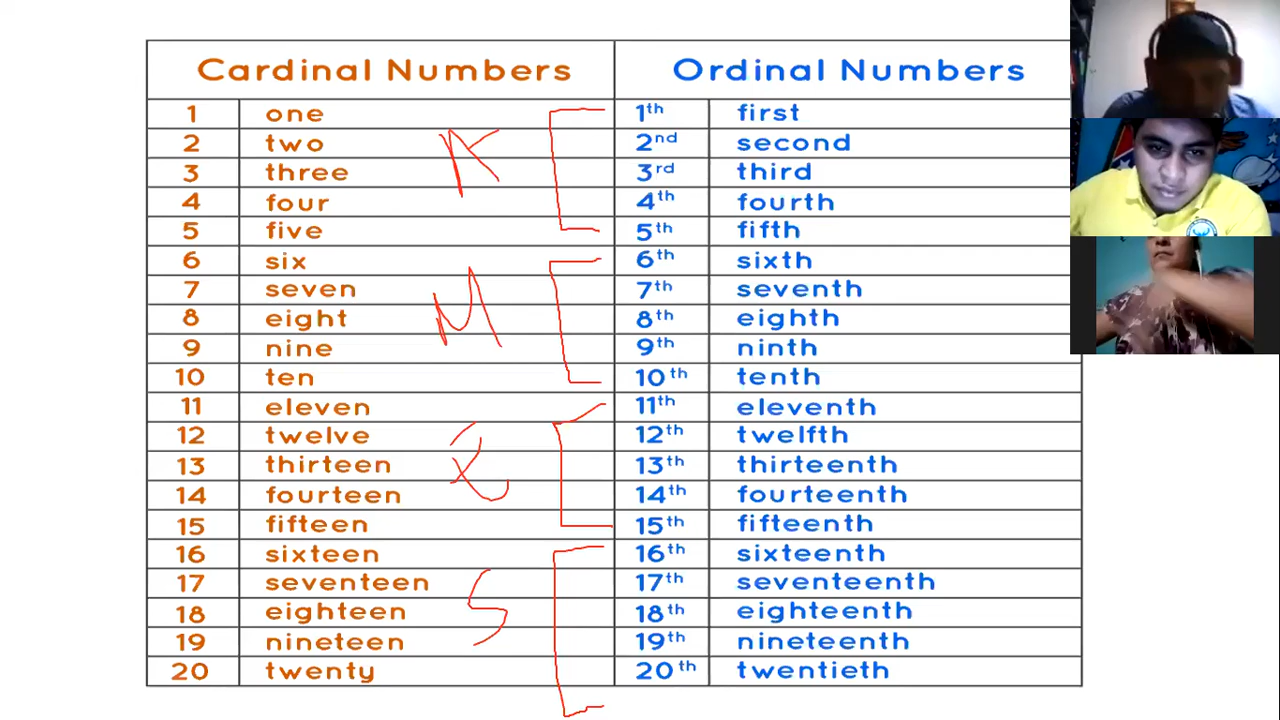 Cardinal Numbers Ordinal Numbers
1 one 1th first
2 two 2nd second
3 three 3rd third
4 four 4th fourth
5 five 5th fifth
6 six 6th sixth
7 seven 7th seventh
8 eight 8th eighth
9 nine 9th ninth
10 ten 10th tenth
11 eleven 11th eleventh
12 twelve 12th twelfth
13 thirteen 13th thirteenth
14 fourteen 14th fourteenth
15 fifteen 15th fifteenth
16 sixteen 16th sixteenth
17 seventeen 17th seventeenth
18 eighteen 18th eighteenth
19 nineteen 19th nineteenth
20 twenty 20th twentieth
K
M
S